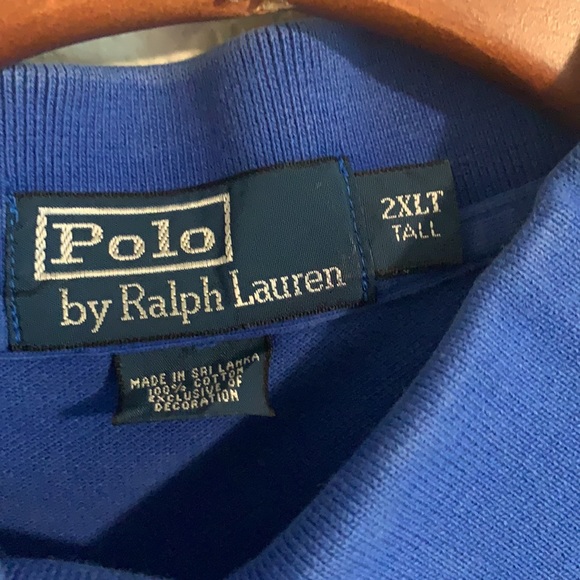 Polo
by Ralph Lauren
2XLT
TALL
MADE IN SRI LANKA
100% COTTON
EXCLUSIVE OF
DECORATION